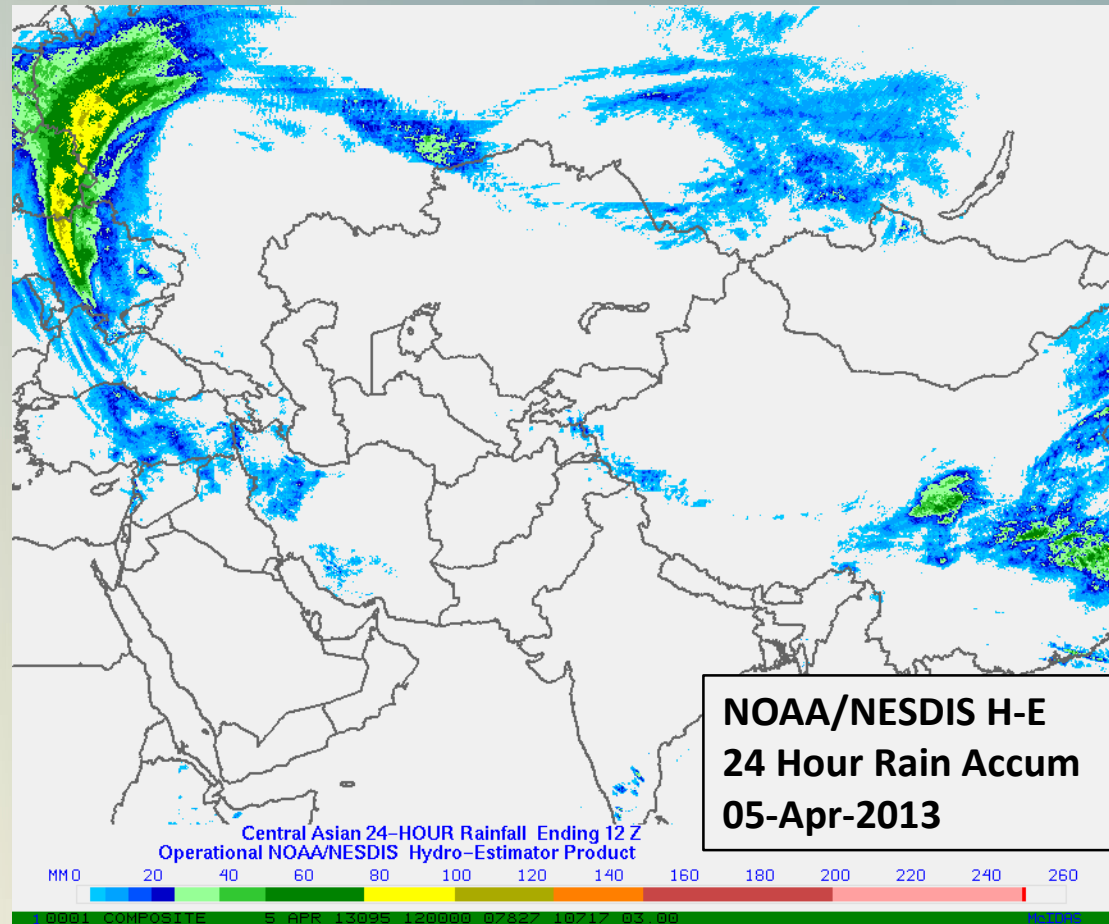 NOAA/NESDIS H-E
24 Hour Rain Accum
05-Apr-2013
Central Asian 24-HOUR Rainfall Ending 12 Z
Operational NOAA/NESDIS Hydro-Estimator Product
MM 0 20 40 60 80 100 120 140 160 180 200 220 240 260
1 0001 COMPOSITE 5 APR 13095 120000 07827 10717 03.00 McIDAS